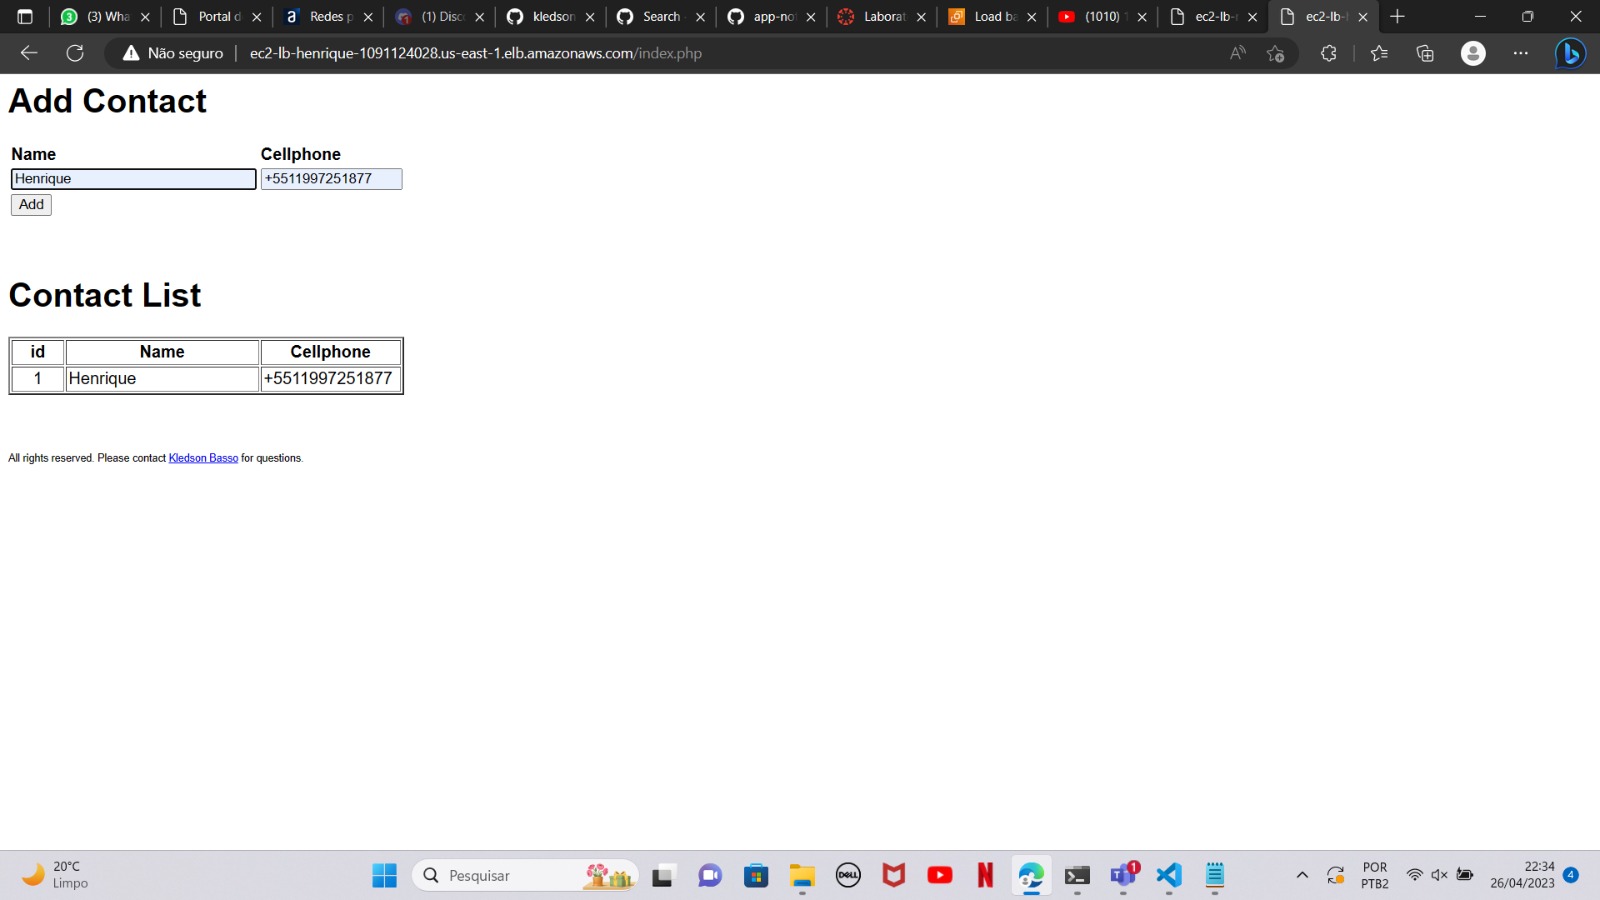 (3) Wha
Portal d
Redes p
(1) Disc
kledson
Search
app-no
Laborat
Load ba
(1010)
ec2-lb-
ec2-lb-
Não seguro
ec2-lb-henrique-1091124028.us-east-1.elb.amazonaws.com/index.php
Add Contact
Name Cellphone
Henrique +5511997251877
Add
Contact List
id Name Cellphone
1 Henrique +5511997251877
All rights reserved. Please contact Kledson Basso for questions.
20°C
Limpo
Pesquisar
DELL
N
1
POR
PTB2
22:34
26/04/2023
4